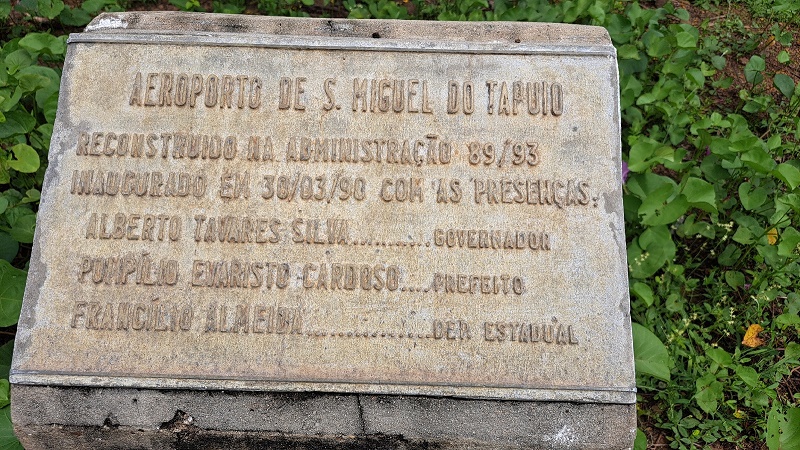 AEROPORTO DE S. MIGUEL DO TAPUIO
RECONSTRUIDO NA ADMINISTRAÇÃO 89/93
INAUGURADO EM 30/03/90 COM AS PRESENÇAS:
ALBERTO TAVARES SILVA..........GOVERNADOR
PUMPÍLIO EVARISTO CARDOSO....PREFEITO
FRANCÍLIO ALMEIDA................DEP. ESTADUAL